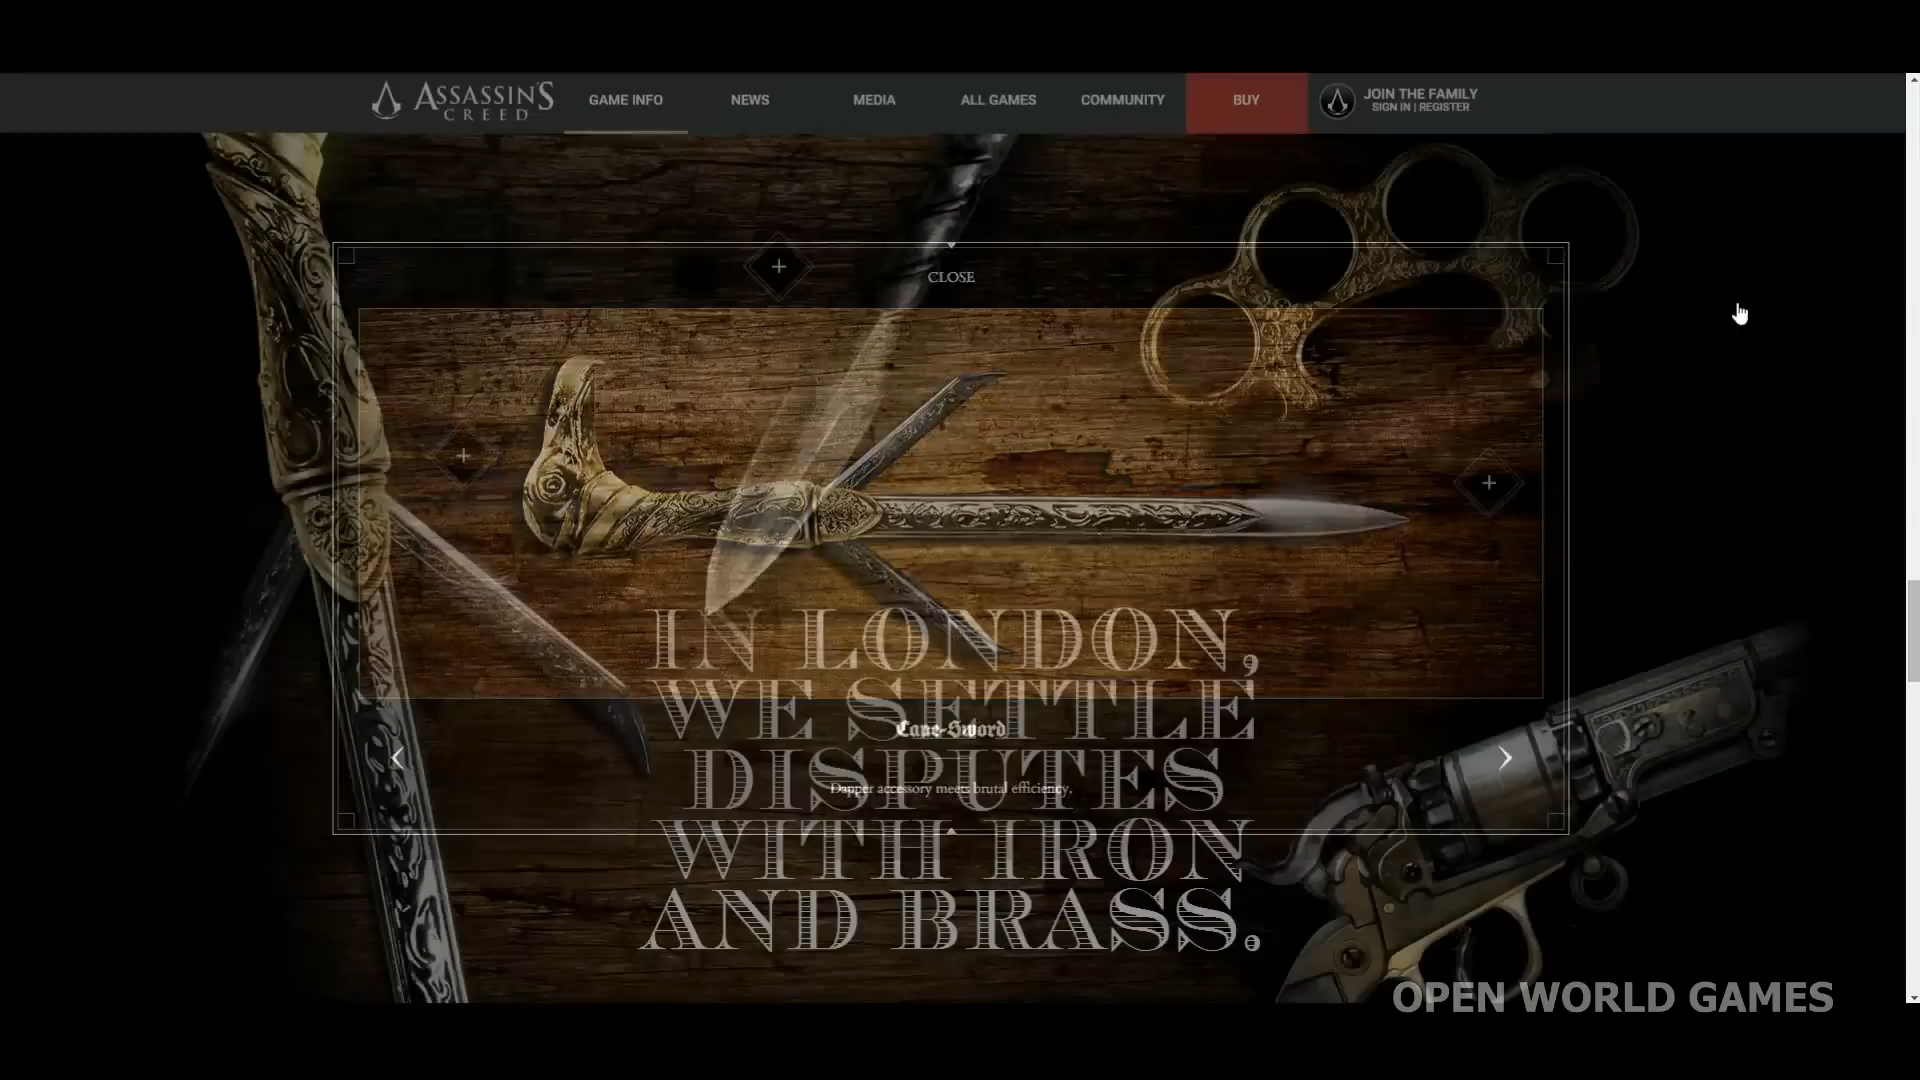 ASSASSIN'S
CREED
GAME INFO
NEWS
MEDIA
ALL GAMES
COMMUNITY
BUY
JOIN THE FAMILY
SIGN IN | REGISTER
CLOSE
IN LONDON,
WE SETTLE
Cane-Sword
DISPUTES
Dapper accessory meets brutal efficiency.
WITH IRON
AND BRASS.
OPEN WORLD GAMES